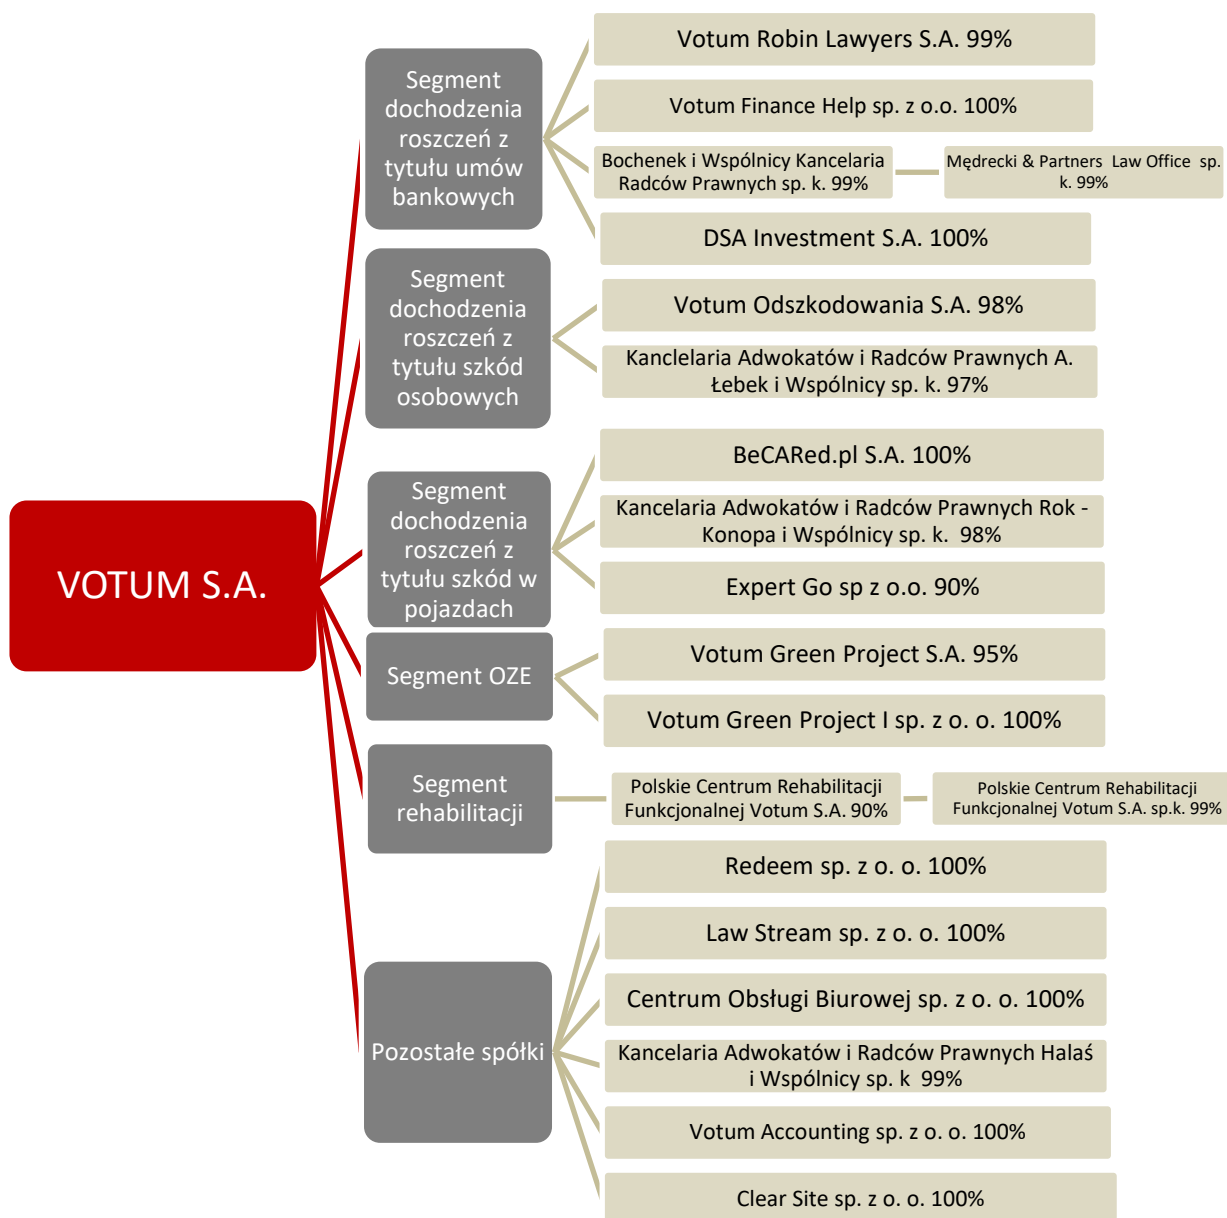 VOTUM S.A.
Segment
dochodzenia
roszczeń z
tytułu umów
bankowych
Votum Robin Lawyers S.A. 99%
Votum Finance Help sp. z o.o. 100%
Bochenek i Wspólnicy Kancelaria
Radców Prawnych sp. k. 99%
Mędrecki & Partners Law Office sp.
k. 99%
DSA Investment S.A. 100%
Segment
dochodzenia
roszczeń z
tytułu szkód
osobowych
Votum Odszkodowania S.A. 98%
Kanclelaria Adwokatów i Radców Prawnych A.
Łebek i Wspólnicy sp. k. 97%
Segment
dochodzenia
roszczeń z
tytułu szkód w
pojazdach
BeCARed.pl S.A. 100%
Kancelaria Adwokatów i Radców Prawnych Rok -
Konopa i Wspólnicy sp. k. 98%
Expert Go sp z o.o. 90%
Segment OZE
Votum Green Project S.A. 95%
Votum Green Project I sp. z o. o. 100%
Segment
rehabilitacji
Polskie Centrum Rehabilitacji
Funkcjonalnej Votum S.A. 90%
Polskie Centrum Rehabilitacji
Funkcjonalnej Votum S.A. sp.k. 99%
Pozostałe spółki
Redeem sp. z o. o. 100%
Law Stream sp. z o. o. 100%
Centrum Obsługi Biurowej sp. z o. o. 100%
Kancelaria Adwokatów i Radców Prawnych Halaś
i Wspólnicy sp. k 99%
Votum Accounting sp. z o. o. 100%
Clear Site sp. z o. o. 100%